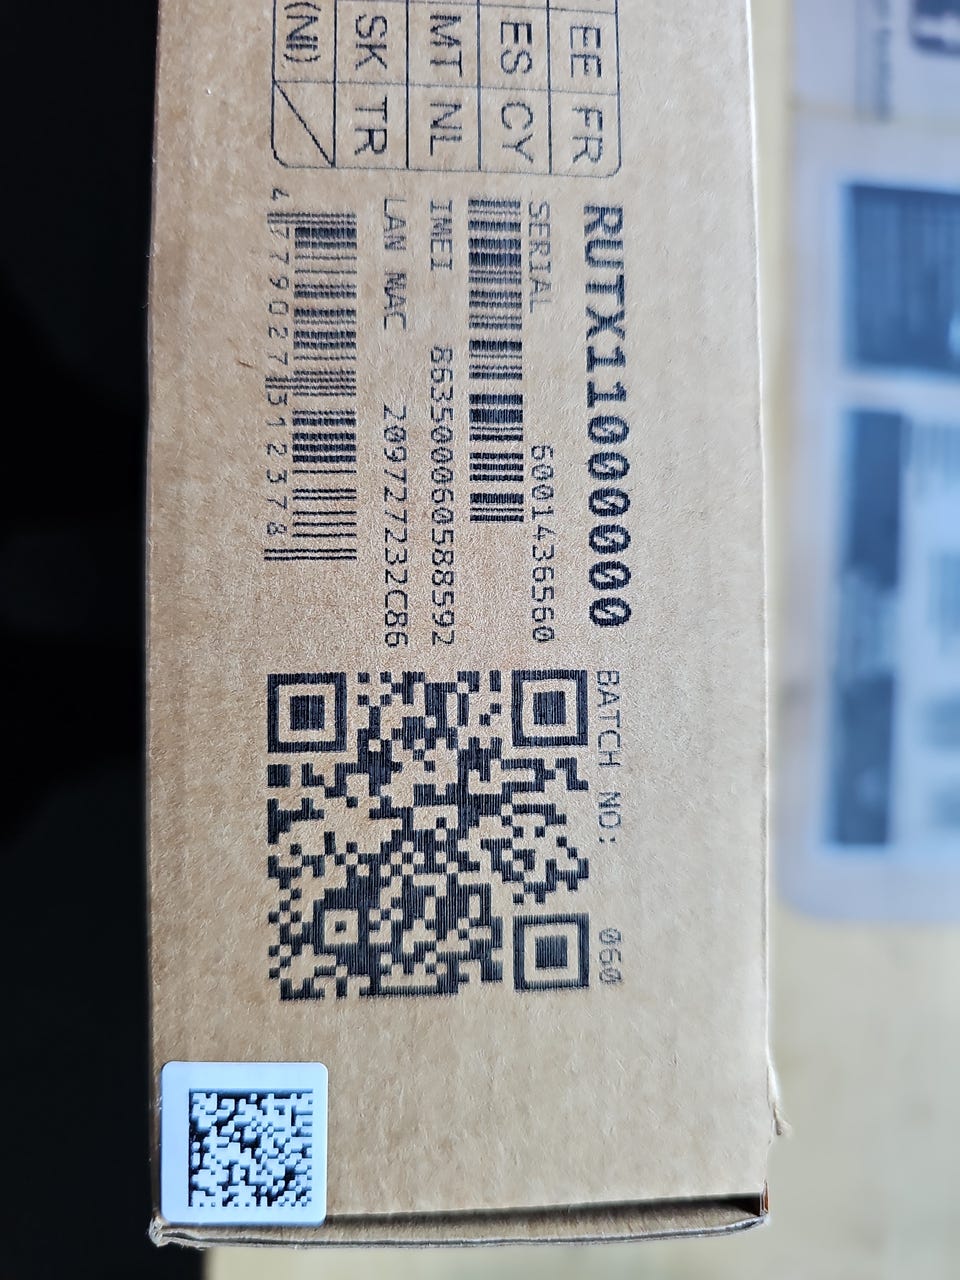 EE FR
ES CY
MT NL
SK TR
(NI)
RUTX11000000
SERIAL 6001436560
IMEI 863500060588592
LAN MAC 209727232C86
4 779027 312378
BATCH NO: 060